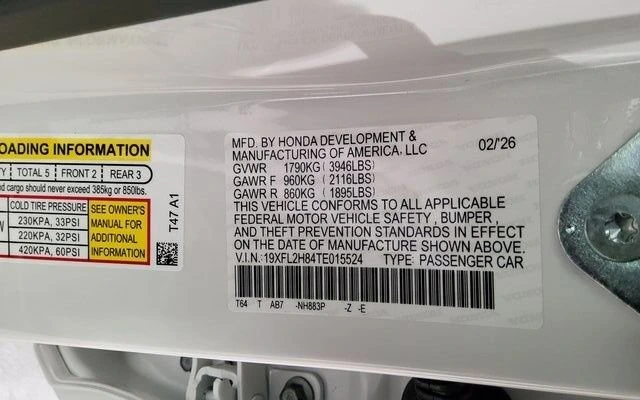 OADING INFORMATION
TY TOTAL 5 FRONT 2 REAR 3
and cargo should never exceed 385kg or 850lbs.
COLD TIRE PRESSURE
230KPA, 33PSI
220KPA, 32PSI
420KPA, 60PSI
SEE OWNER'S
MANUAL FOR
ADDITIONAL
INFORMATION
T47 A1
MFD. BY HONDA DEVELOPMENT & 02/'26
MANUFACTURING OF AMERICA, LLC
GVWR 1790KG (3946LBS)
GAWR F 960KG (2116LBS)
GAWR R 860KG (1895LBS)
THIS VEHICLE CONFORMS TO ALL APPLICABLE
FEDERAL MOTOR VEHICLE SAFETY, BUMPER,
AND THEFT PREVENTION STANDARDS IN EFFECT
ON THE DATE OF MANUFACTURE SHOWN ABOVE.
V.I.N: 19XFL2H84TE015524 TYPE: PASSENGER CAR
T64 T AB7 -NH883P -Z -E